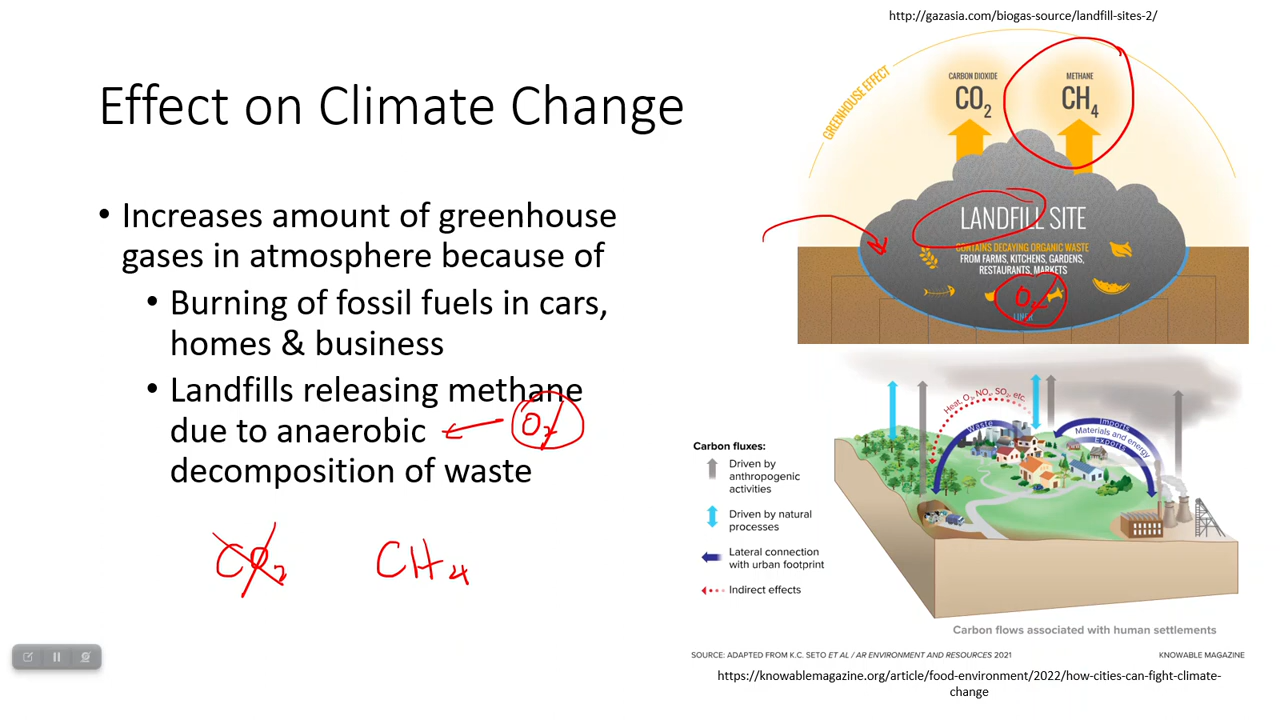 http://gazasia.com/biogas-source/landfill-sites-2/
Effect on Climate Change
• Increases amount of greenhouse
gases in atmosphere because of
• Burning of fossil fuels in cars,
homes & business
• Landfills releasing methane
due to anaerobic
decomposition of waste
O₂
CO₂
CH₄
GREENHOUSE EFFECT
CARBON DIOXIDE
CO₂
METHANE
CH₄
LANDFILL SITE
CONTAINS DECAYING ORGANIC WASTE
FROM FARMS, KITCHENS, GARDENS,
RESTAURANTS, MARKETS
O₂
LINER
Heat, O₃, NOₓ, SO₂, etc.
Waste
Imports
Materials and energy
Exports
Carbon fluxes:
Driven by
anthropogenic
activities
Driven by natural
processes
Lateral connection
with urban footprint
Indirect effects
Carbon flows associated with human settlements
SOURCE: ADAPTED FROM K.C. SETO ET AL / AR ENVIRONMENT AND RESOURCES 2021
KNOWABLE MAGAZINE
https://knowablemagazine.org/article/food-environment/2022/how-cities-can-fight-climate-
change